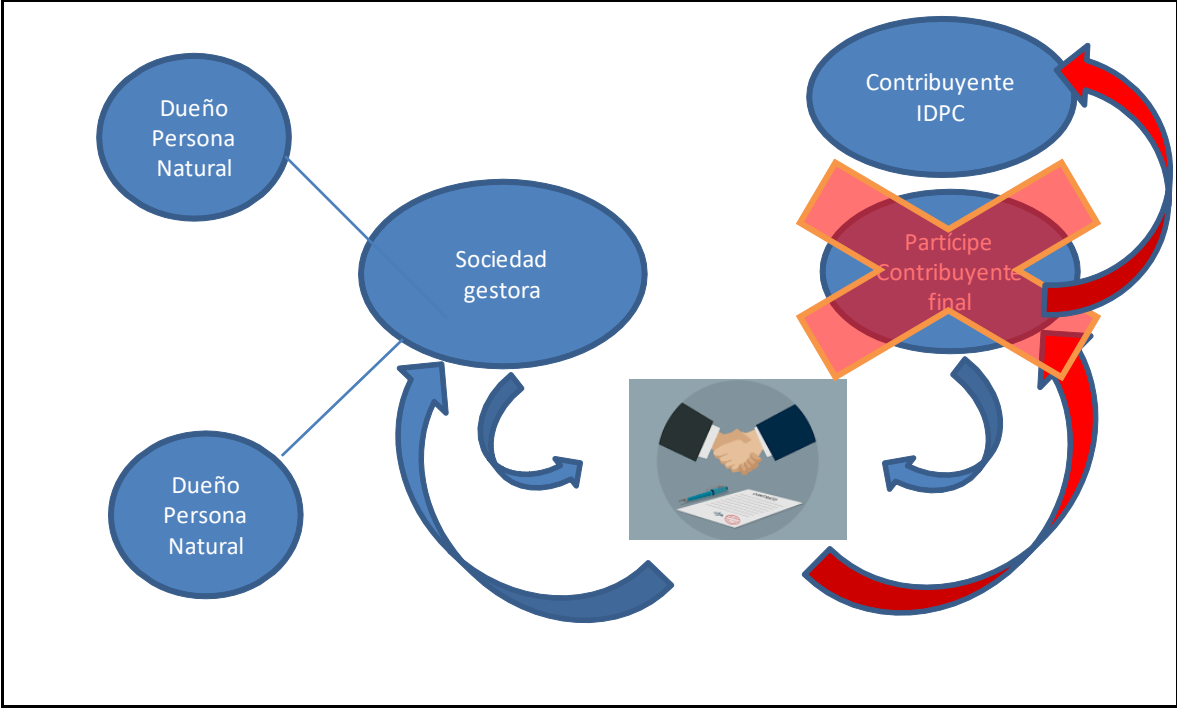 Dueño
Persona
Natural
Sociedad
gestora
Dueño
Persona
Natural
Contribuyente
IDPC
Partícipe
Contribuyente
final